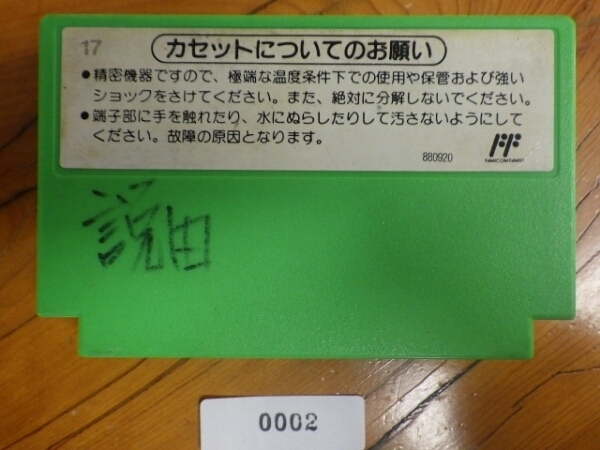 17
カセットについてのお願い
●精密機器ですので、極端な温度条件下での使用や保管および強い
ショックをさけてください。また、絶対に分解しないでください。
●端子部に手を触れたり、水にぬらしたりして汚さないようにして
ください。故障の原因となります。
880920
FAMICOM FAMILY
説田
0002